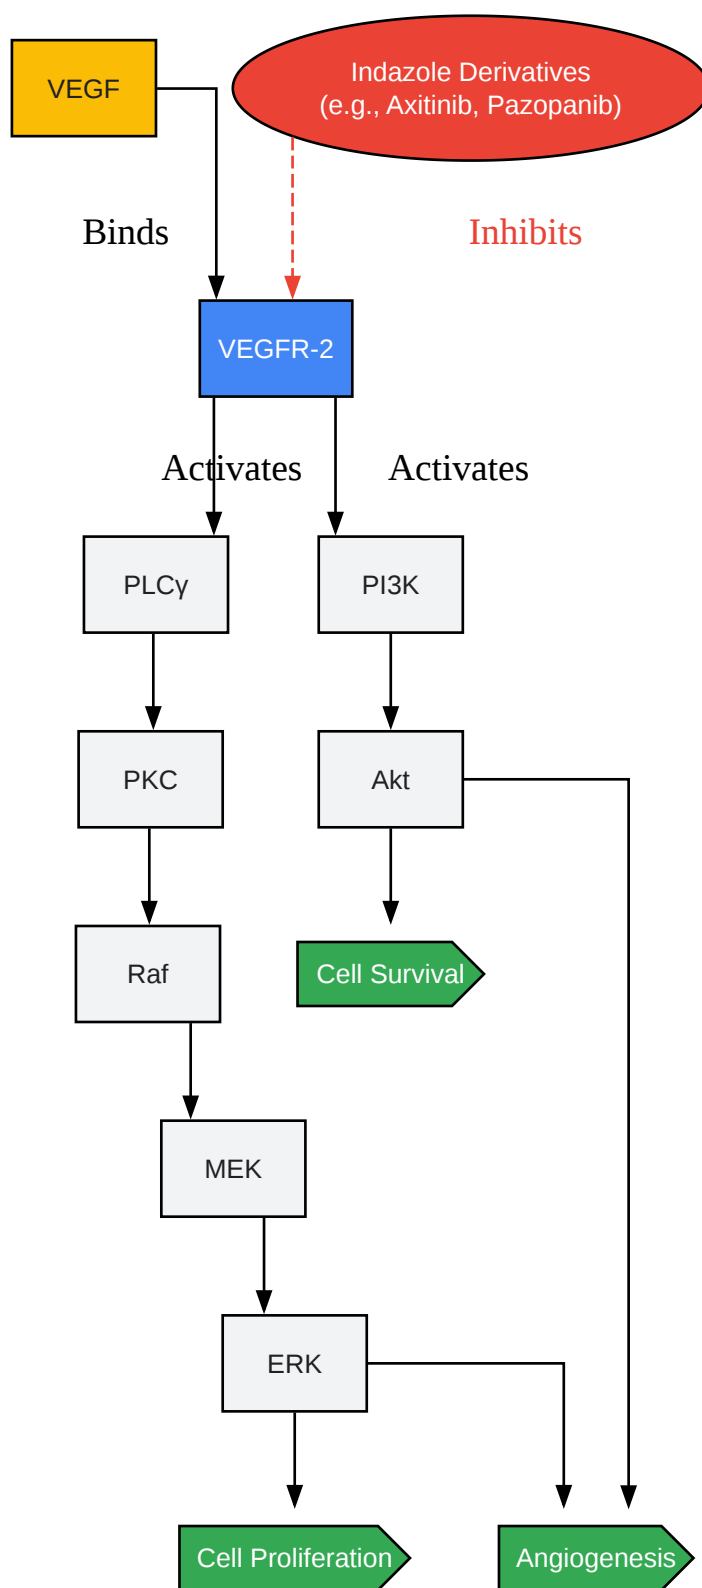 VEGF
Indazole Derivatives
(e.g., Axitinib, Pazopanib)
Binds
Inhibits
VEGFR-2
Activates
Activates
PLCγ
PI3K
PKC
Akt
Raf
Cell Survival
MEK
ERK
Cell Proliferation
Angiogenesis